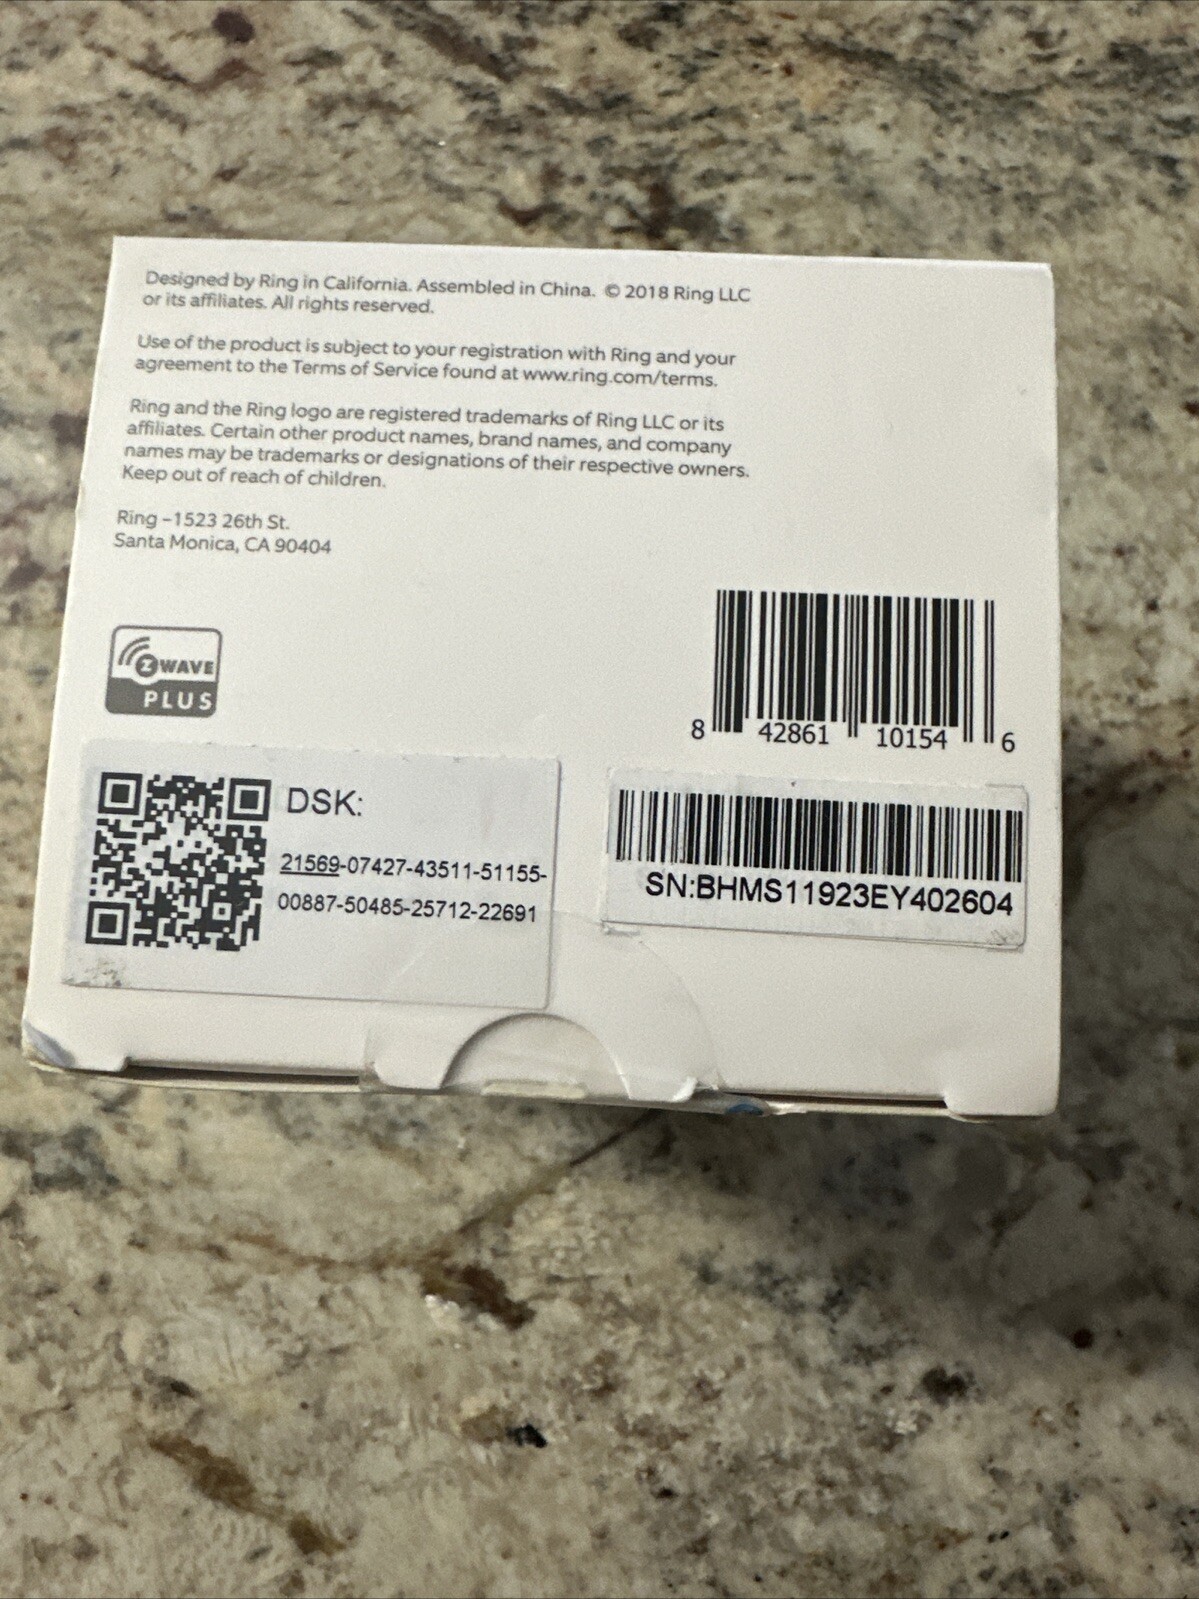 Designed by Ring in California. Assembled in China. © 2018 Ring LLC
or its affiliates. All rights reserved.
Use of the product is subject to your registration with Ring and your
agreement to the Terms of Service found at www.ring.com/terms.
Ring and the Ring logo are registered trademarks of Ring LLC or its
affiliates. Certain other product names, brand names, and company
names may be trademarks or designations of their respective owners.
Keep out of reach of children.
Ring –1523 26th St.
Santa Monica, CA 90404
Z WAVE
PLUS
8 42861 10154 6
DSK:
21569-07427-43511-51155-
00887-50485-25712-22691
SN:BHMS11923EY402604